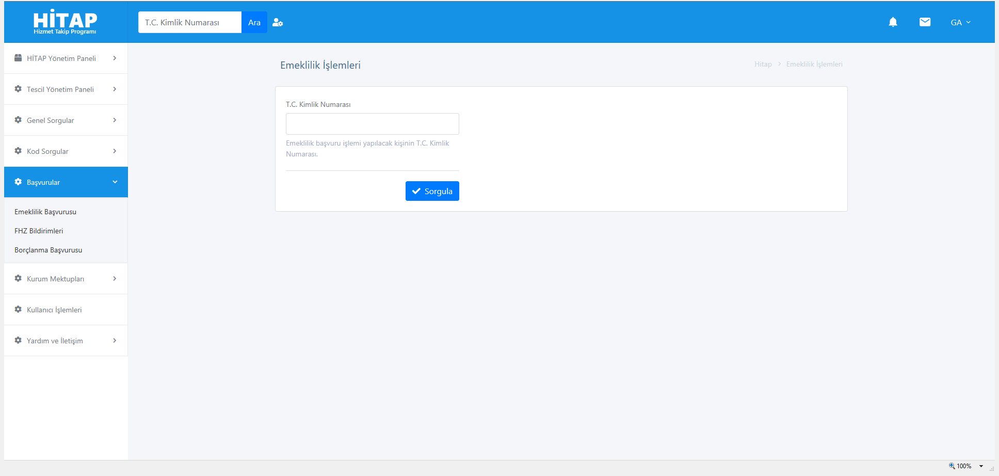 HİTAP
Hizmet Takip Programı
T.C. Kimlik Numarası
Ara
GA
HİTAP Yönetim Paneli
Tescil Yönetim Paneli
Genel Sorgular
Kod Sorgular
Başvurular
Emeklilik Başvurusu
FHZ Bildirimleri
Borçlanma Başvurusu
Kurum Mektupları
Kullanıcı İşlemleri
Yardım ve İletişim
Emeklilik İşlemleri
Hitap > Emeklilik İşlemleri
T.C. Kimlik Numarası
Emeklilik başvuru işlemi yapılacak kişinin T.C. Kimlik
Numarası.
Sorgula
100%